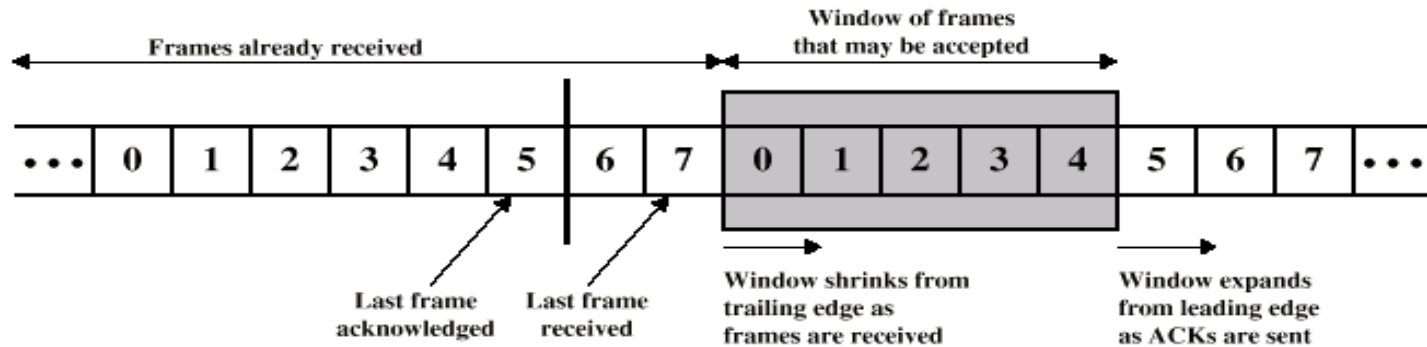 Frames already received
Window of frames
that may be accepted
••• 0 1 2 3 4 5 6 7 0 1 2 3 4 5 6 7 •••
Last frame
acknowledged
Last frame
received
Window shrinks from
trailing edge as
frames are received
Window expands
from leading edge
as ACKs are sent